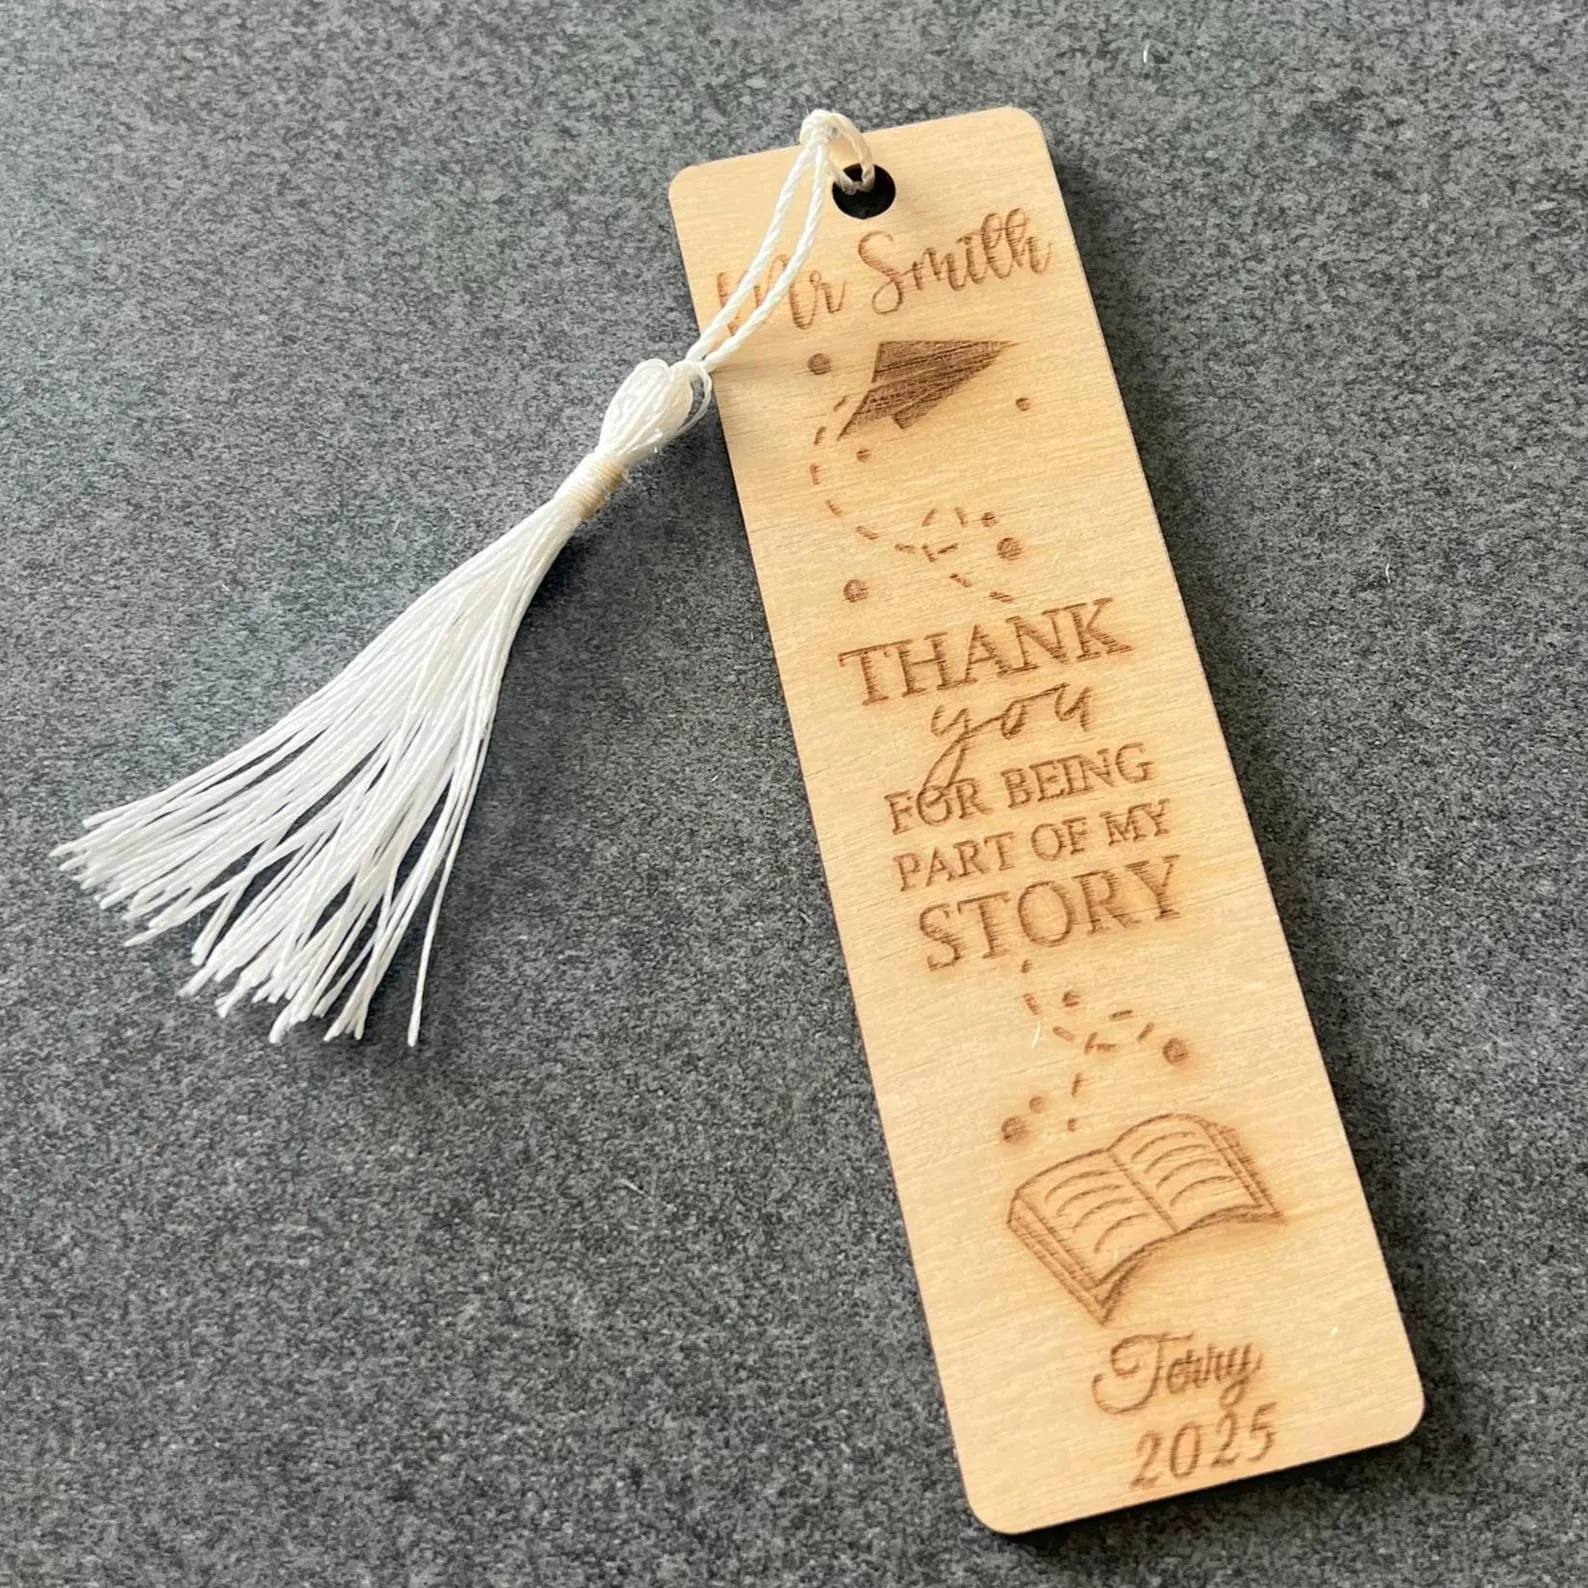 Mr Smith
THANK
you
FOR BEING
PART OF MY
STORY
Terry
2025